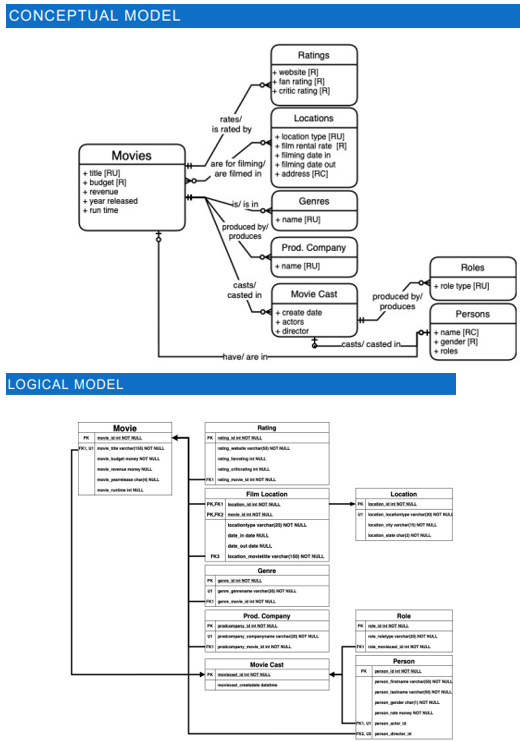 CONCEPTUAL MODEL
Ratings
+ website [R]
+ fan rating [R]
+ critic rating [R]
rates/
is rated by
Locations
+ location type [RU]
+ film rental rate [R]
+ filming date in
+ filming date out
+ address [RC]
Movies
+ title [RU]
+ budget [R]
+ revenue
+ year released
+ run time
are for filming/
are filmed in
Genres
+ name [RU]
is/ is in
produced by/
produces
Prod. Company
+ name [RU]
casts/
casted in
Movie Cast
+ create date
+ actors
+ director
produced by/
produces
Roles
+ role type [RU]
Persons
+ name [RC]
+ gender [R]
+ roles
casts/ casted in
have/ are in
LOGICAL MODEL
Movie
PK movie_id int NOT NULL
FK1, U1 movie_title varchar(150) NOT NULL
movie_budget money NOT NULL
movie_revenue money NOT NULL
movie_yearrelease char(4) NOT NULL
movie_runtime int NOT NULL
Rating
PK rating_id int NOT NULL
rating_website varchar(50) NOT NULL
rating_fanrating int NULL
rating_criticrating int NULL
FK1 rating_movie_id int NOT NULL
Film Location
PK,FK1 location_id int NOT NULL
PK,FK2 movie_id int NOT NULL
locationtype varchar(20) NOT NULL
date_in date NULL
date_out date NULL
FK3 location_movietitle varchar(150) NOT NULL
Location
PK location_id int NOT NULL
U1 location_locationtype varchar(20) NOT NULL
location_city varchar(15) NOT NULL
location_state char(2) NOT NULL
Genre
PK genre_id int NOT NULL
U1 genre_genrename varchar(20) NOT NULL
FK1 genre_movie_id int NOT NULL
Prod. Company
PK prodcompany_id int NOT NULL
U1 prodcompany_companyname varchar(20) NOT NULL
FK1 prodcompany_movie_id int NOT NULL
Movie Cast
PK moviecast_id int NOT NULL
moviecast_createdate datetime
Role
PK role_id int NOT NULL
role_roletype varchar(20) NOT NULL
FK1 role_moviecast_id int NOT NULL
Person
PK person_id int NOT NULL
person_firstname varchar(50) NOT NULL
person_lastname varchar(50) NOT NULL
person_gender char(1) NOT NULL
person_rate money NOT NULL
FK1, U1 person_actor_id
FK2, U2 person_director_id